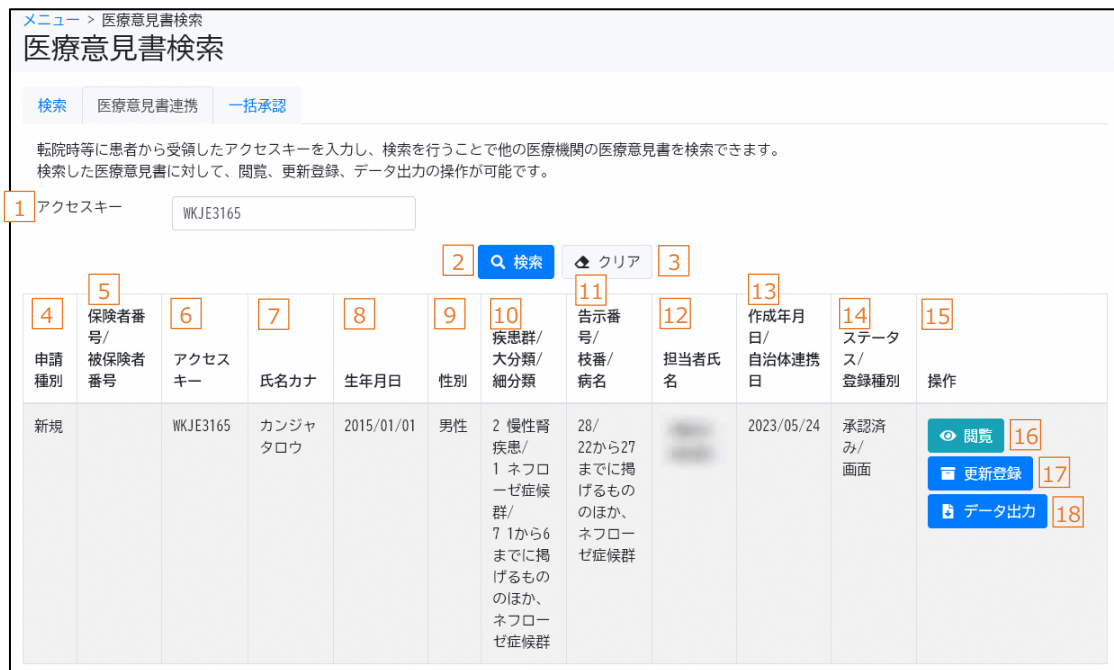 メニュー > 医療意見書検索
医療意見書検索
検索 医療意見書連携 一括承認
転院時等に患者から受領したアクセスキーを入力し、検索を行うことで他の医療機関の医療意見書を検索できます。
検索した医療意見書に対して、閲覧、更新登録、データ出力の操作が可能です。
1 アクセスキー WKJE3165
2 検索 クリア 3
4
申請
種別
5
保険者番
号/
被保険者
番号
6
アクセス
キー
7
氏名カナ
8
生年月日
9
性別
10
疾患群/
大分類/
細分類
11
告示番
号/
枝番/
病名
12
担当者氏
名
13
作成年月
日/
自治体連携
日
14
ステータ
ス/
登録種別
15
操作
新規
WKJE3165
カンジャ
タロウ
2015/01/01
男性
2 慢性腎
疾患/
1 ネフロ
ーゼ症候
群/
7 1から6
までに掲
げるもの
のほか、
ネフロー
ゼ症候群
28/
22から27
までに掲
げるもの
のほか、
ネフロー
ゼ症候群
2023/05/24
承認済
み/
画面
閲覧 16
更新登録 17
データ出力 18